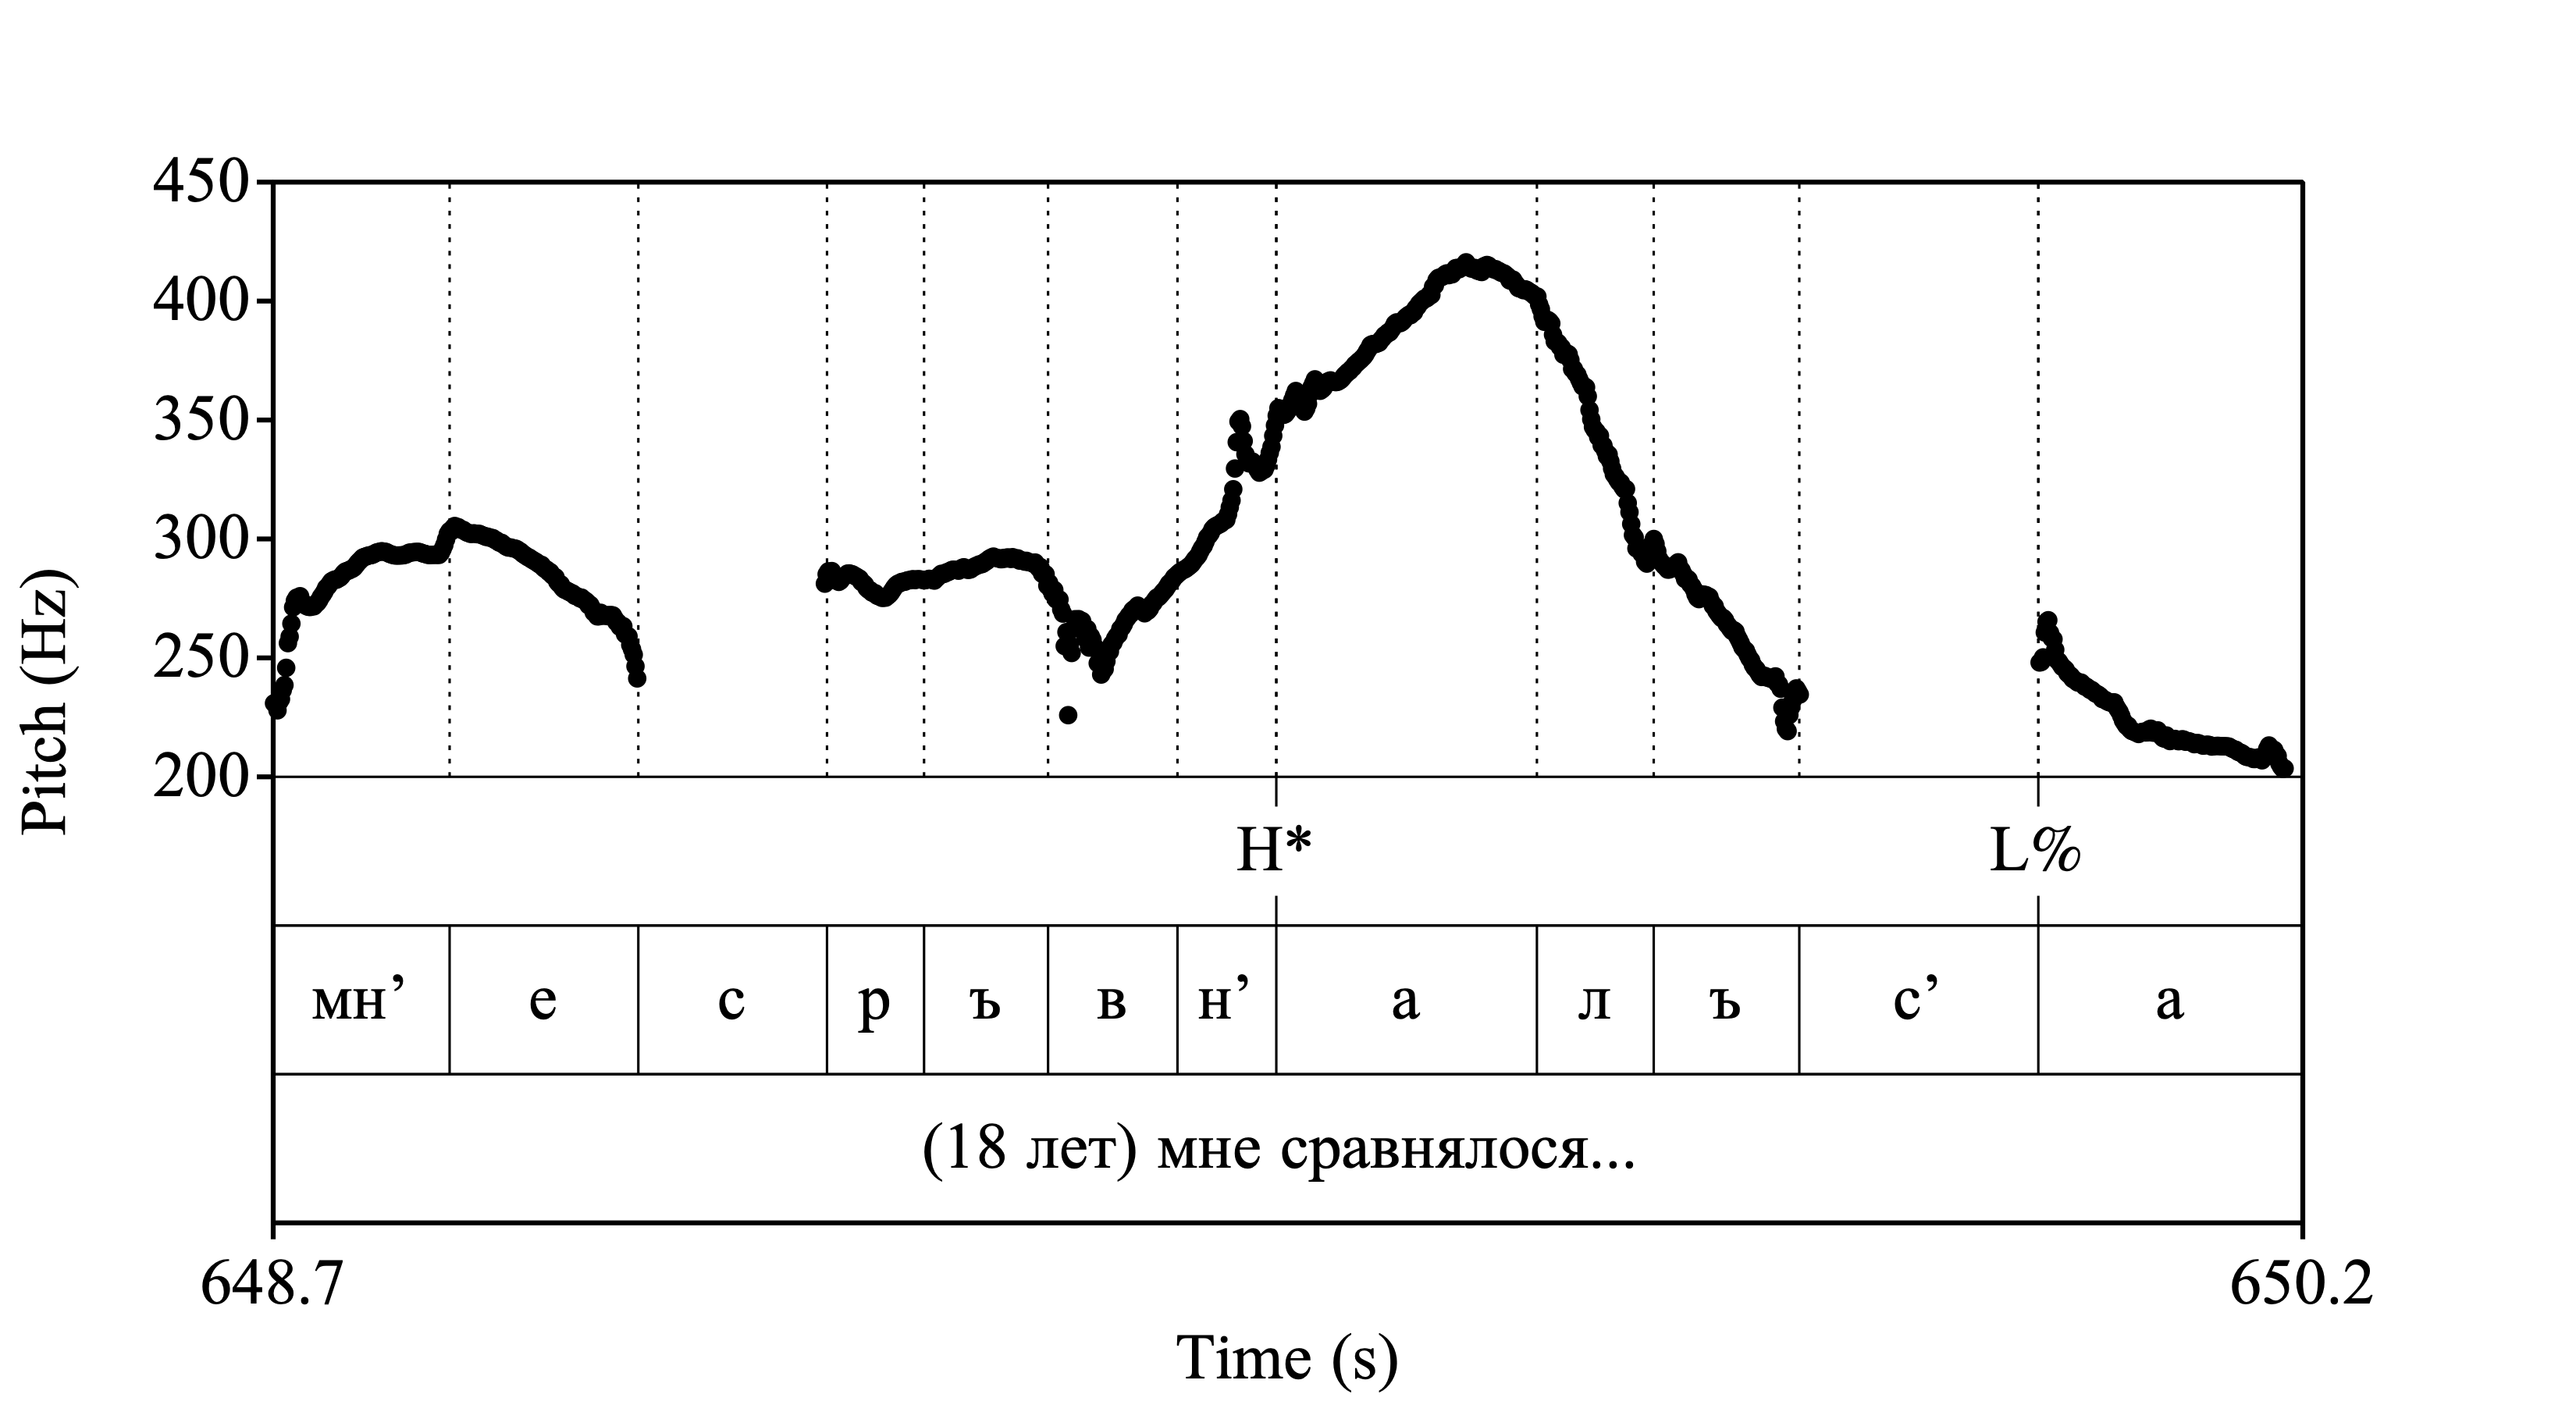 450
400
350
300
250
200
Pitch (Hz)
H* L%
мн’ е с р ъ в н’ а л ъ с’ а
(18 лет) мне сравнялося...
648.7 650.2
Time (s)